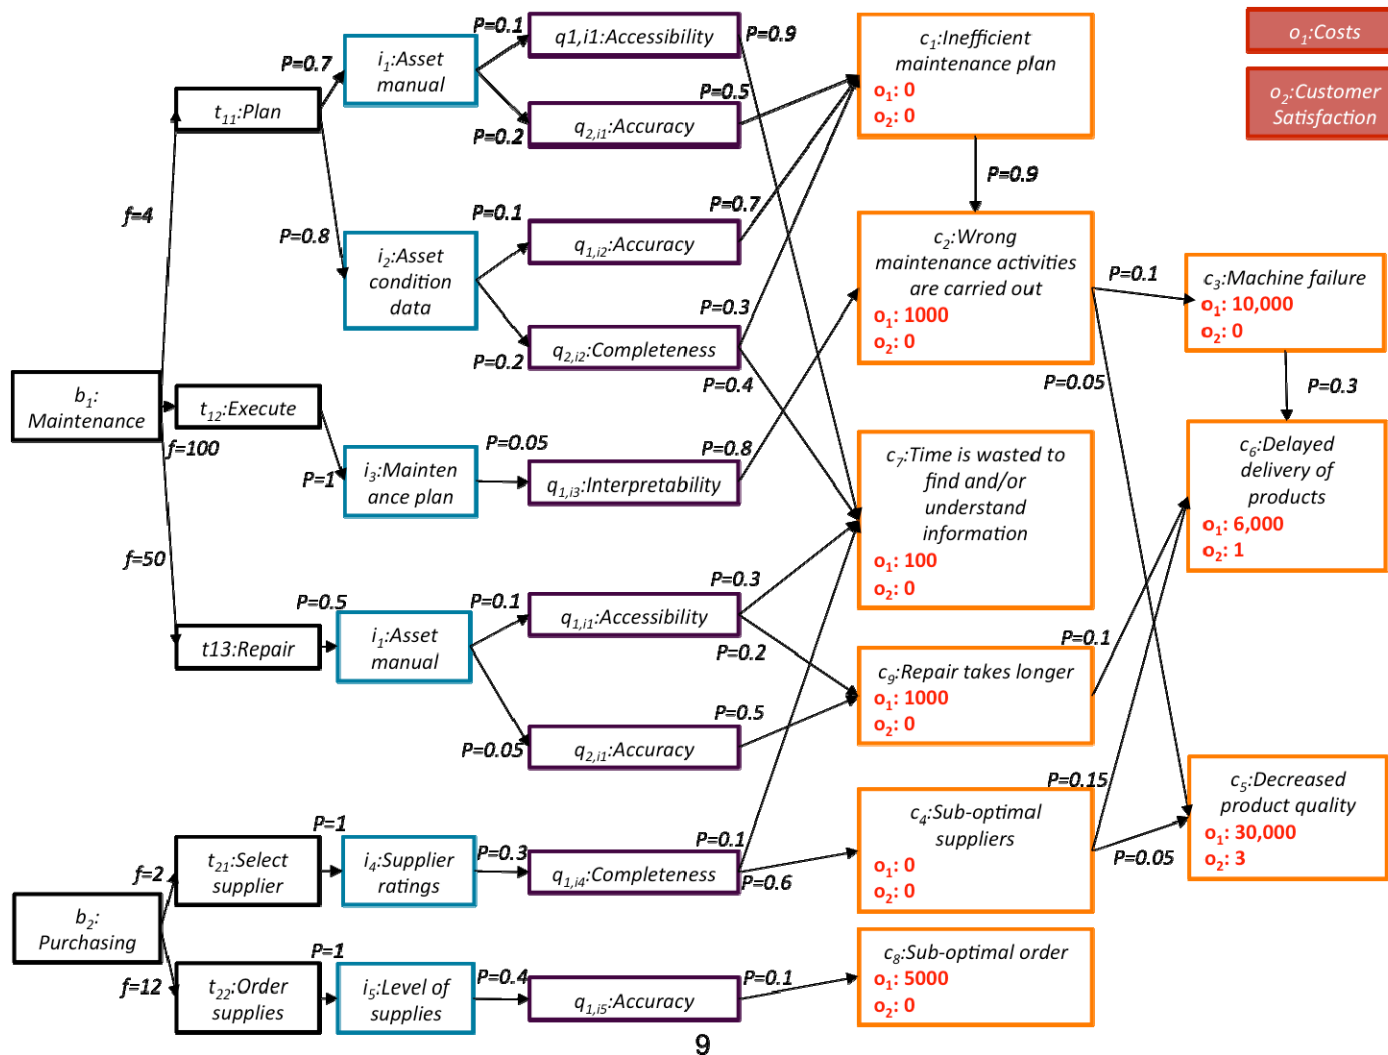 P=0.1
q1,i1:Accessibility
P=0.9
c1:Inefficient
maintenance plan
o1: 0
o2: 0
o1:Costs
P=0.7
i1:Asset
manual
o2:Customer
Satisfaction
t11:Plan
P=0.5
P=0.2
q2,i1:Accuracy
P=0.9
f=4
P=0.8
i2:Asset
condition
data
P=0.1
q1,i2:Accuracy
P=0.7
c2:Wrong
maintenance activities
are carried out
o1: 1000
o2: 0
P=0.1
c3:Machine failure
o1: 10,000
o2: 0
P=0.3
P=0.2
q2,i2:Completeness
P=0.4
P=0.05
P=0.3
b1:
Maintenance
t12:Execute
f=100
P=1
i3:Mainten
ance plan
P=0.05
q1,i3:Interpretability
P=0.8
c7:Time is wasted to
find and/or
understand
information
o1: 100
o2: 0
c6:Delayed
delivery of
products
o1: 6,000
o2: 1
f=50
P=0.5
t13:Repair
i1:Asset
manual
P=0.1
q1,i1:Accessibility
P=0.3
P=0.2
P=0.1
c9:Repair takes longer
o1: 1000
o2: 0
P=0.05
q2,i1:Accuracy
P=0.5
P=0.15
c5:Decreased
product quality
o1: 30,000
o2: 3
P=1
f=2
t21:Select
supplier
i4:Supplier
ratings
P=0.3
q1,i4:Completeness
P=0.1
P=0.6
c4:Sub-optimal
suppliers
o1: 0
o2: 0
P=0.05
b2:
Purchasing
P=1
f=12
t22:Order
supplies
i5:Level of
supplies
P=0.4
q1,i5:Accuracy
P=0.1
c8:Sub-optimal order
o1: 5000
o2: 0
9